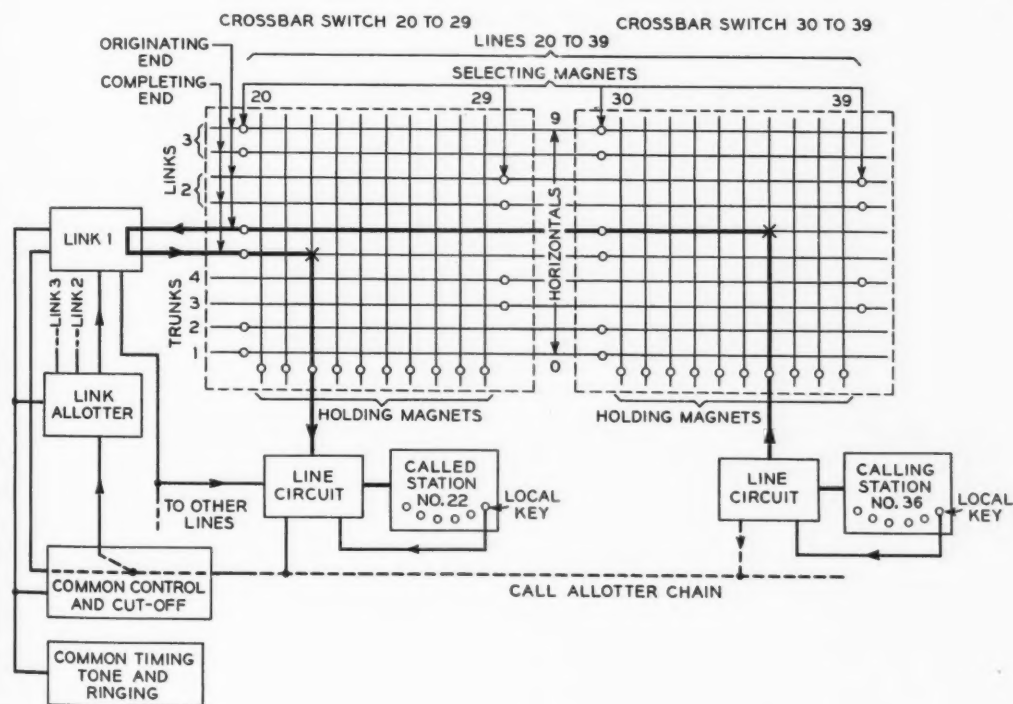 CROSSBAR SWITCH 20 TO 29
CROSSBAR SWITCH 30 TO 39
ORIGINATING
END
LINES 20 TO 39
COMPLETING
END
SELECTING MAGNETS
20
29
30
39
9
3
LINKS
2
HORIZONTALS
LINK 1
4
3
2
1
TRUNKS
0
LINK 3
LINK 2
LINK
ALLOTTER
HOLDING MAGNETS
HOLDING MAGNETS
LINE
CIRCUIT
CALLED
STATION
NO.22
LOCAL
KEY
LINE
CIRCUIT
CALLING
STATION
NO.36
LOCAL
KEY
TO OTHER
LINES
COMMON CONTROL
AND CUT-OFF
CALL ALLOTTER CHAIN
COMMON TIMING
TONE AND
RINGING